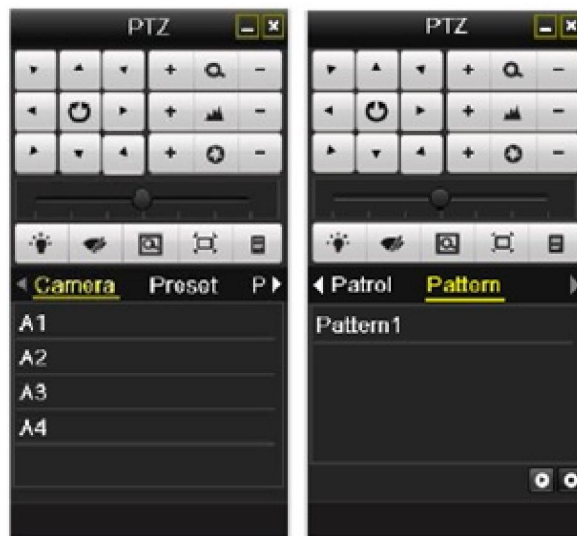 PTZ
Camera Preset P
A1
A2
A3
A4
PTZ
Patrol Pattern
Pattern1